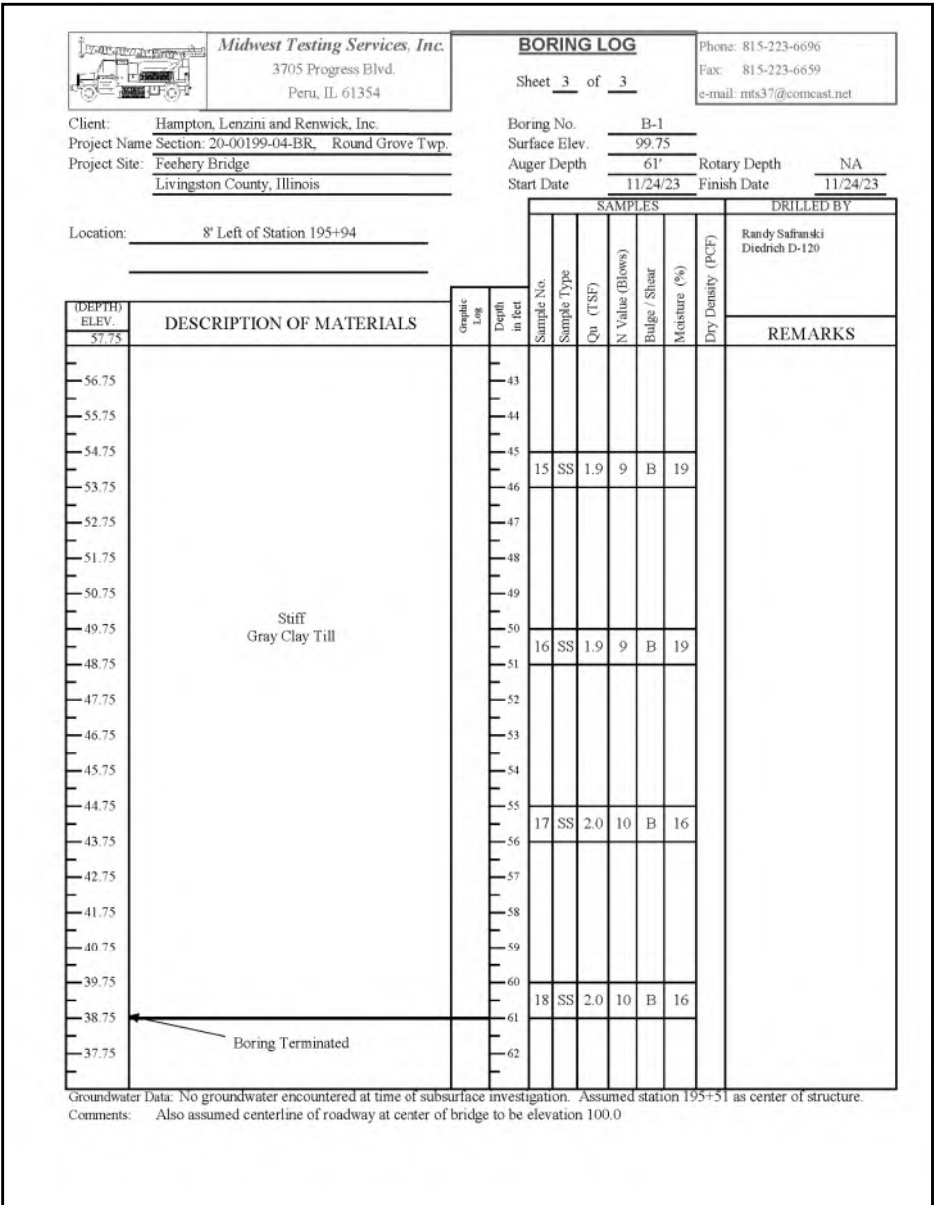 Midwest Testing Services, Inc.
3705 Progress Blvd.
Peru, IL 61354
BORING LOG
Sheet 3 of 3
Phone: 815-223-6696
Fax: 815-223-6659
e-mail: mts37@comcast.net
Client: Hampton, Lenzini and Renwick, Inc.
Project Name Section: 20-00199-04-BR, Round Grove Twp.
Project Site: Feehery Bridge
Livingston County, Illinois
Boring No. B-1
Surface Elev. 99.75
Auger Depth 61' Rotary Depth NA
Start Date 11/24/23 Finish Date 11/24/23
Location: 8' Left of Station 195+94
SAMPLES
DRILLED BY
Randy Safranski
Diedrich D-120
(DEPTH)
ELEV.
57.75
DESCRIPTION OF MATERIALS
Graphic
Log
Depth
in feet
Sample No.
Sample Type
Qu (TSF)
N Value (Blows)
Bulge / Shear
Moisture (%)
Dry Density (PCF)
REMARKS
56.75 43
55.75 44
54.75 45
15 SS 1.9 9 B 19
53.75 46
52.75 47
51.75 48
50.75 49
Stiff
49.75 50
Gray Clay Till
16 SS 1.9 9 B 19
48.75 51
47.75 52
46.75 53
45.75 54
44.75 55
17 SS 2.0 10 B 16
43.75 56
42.75 57
41.75 58
40.75 59
39.75 60
18 SS 2.0 10 B 16
38.75 61
Boring Terminated
37.75 62
Groundwater Data: No groundwater encountered at time of subsurface investigation. Assumed station 195+51 as center of structure.
Comments: Also assumed centerline of roadway at center of bridge to be elevation 100.0